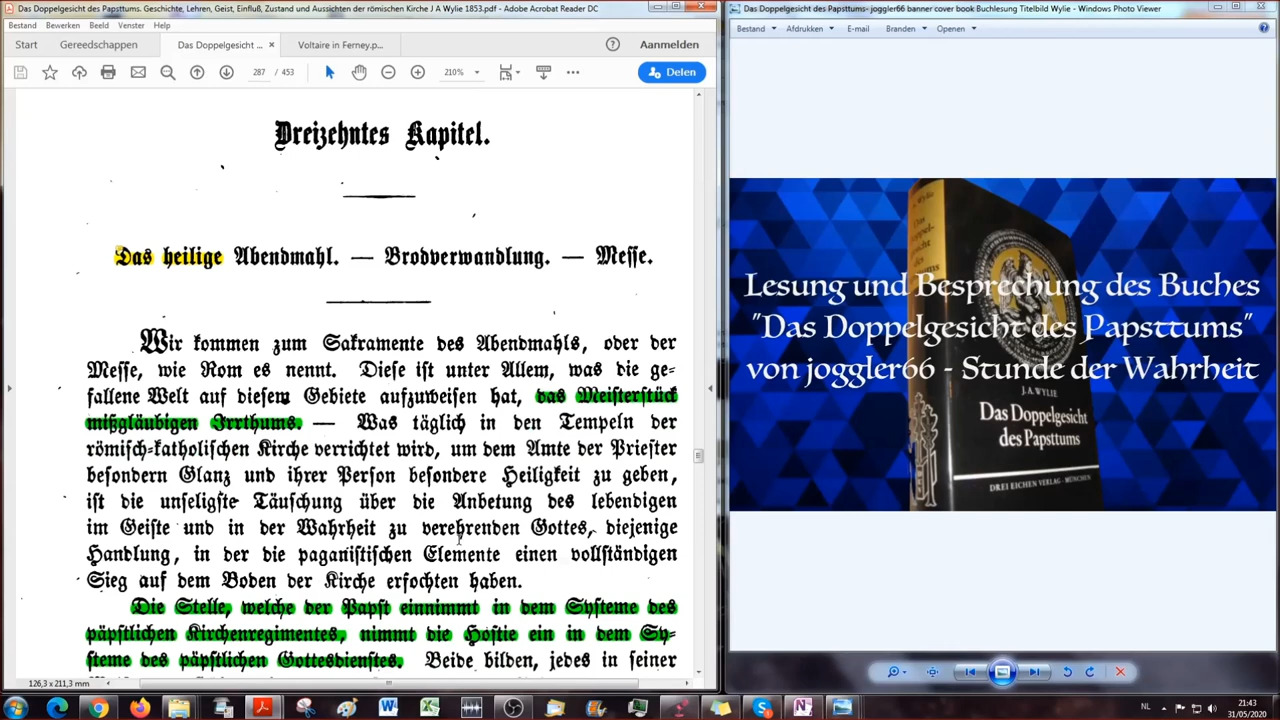 Das Doppelgesicht des Papsttums. Geschichte, Lehren, Geist, Einfluß, Zustand und Aussichten der römischen Kirche J A Wylie 1853.pdf - Adobe Acrobat Reader DC
Bestand Bewerken Beeld Venster Help
Start Gereedschappen Das Doppelgesicht ... × Voltaire in Ferney.p... Aanmelden
287 / 453 210% Delen
Dreizehntes Kapitel.
Das heilige Abendmahl. — Brodverwandlung. — Messe.
Wir kommen zum Sakramente des Abendmahls, oder der
Messe, wie Rom es nennt. Diese ist unter Allem, was die ge-
fallene Welt auf diesem Gebiete aufzuweisen hat, das Meisterstück
mißgläubigen Irrthums. — Was täglich in den Tempeln der
römisch-katholischen Kirche verrichtet wird, um dem Amte der Priester
besondern Glanz und ihrer Person besondere Heiligkeit zu geben,
ist die unseligste Täuschung über die Anbetung des lebendigen
im Geiste und in der Wahrheit zu verehrenden Gottes, diejenige
Handlung, in der die paganistischen Elemente einen vollständigen
Sieg auf dem Boden der Kirche erfochten haben.
Die Stelle, welche der Papst einnimmt in dem Systeme des
päpstlichen Kirchenregimentes, nimmt die Hostie ein in dem Sy-
steme des päpstlichen Gottesdienstes. Beide bilden, jedes in seiner
126,3 x 211,3 mm
Das Doppelgesicht des Papsttums- joggler66 banner cover book Buchlesung Titelbild Wylie - Windows Photo Viewer
Bestand Afdrukken E-mail Branden Openen
Lesung und Besprechung des Buches
"Das Doppelgesicht des Papsttums"
von joggler66 - Stunde der Wahrheit
J.A. WYLIE
Das Doppelgesicht
des Papsttums
DREI EICHEN VERLAG · MÜNCHEN
NL
21:43
31/05/2020